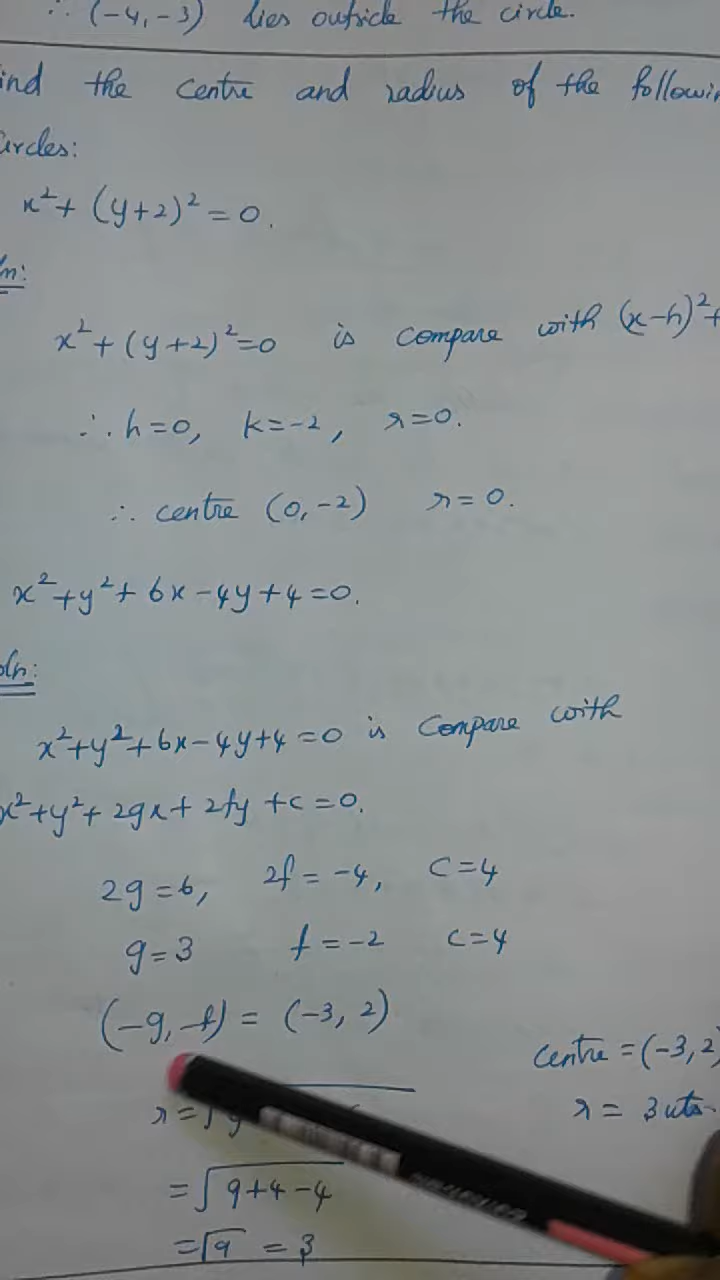 ∴ (-4, -3) lies outside the circle.
ind the centre and radius of the followin
ircles:
x² + (y+2)² = 0.
ln:
x² + (y+2)² = 0 is compare with (x-h)² +
∴ h = 0, k = -2, r = 0.
∴ centre (0, -2) r = 0.
x² + y² + 6x - 4y + 4 = 0.
oln:
x² + y² + 6x - 4y + 4 = 0 is compare with
x² + y² + 2gx + 2fy + c = 0.
2g = 6, 2f = -4, c = 4
g = 3 f = -2 c = 4
(-g, -f) = (-3, 2)
centre = (-3, 2)
r = 3 uts.
r = √g
= √9+4-4
= √9 = 3